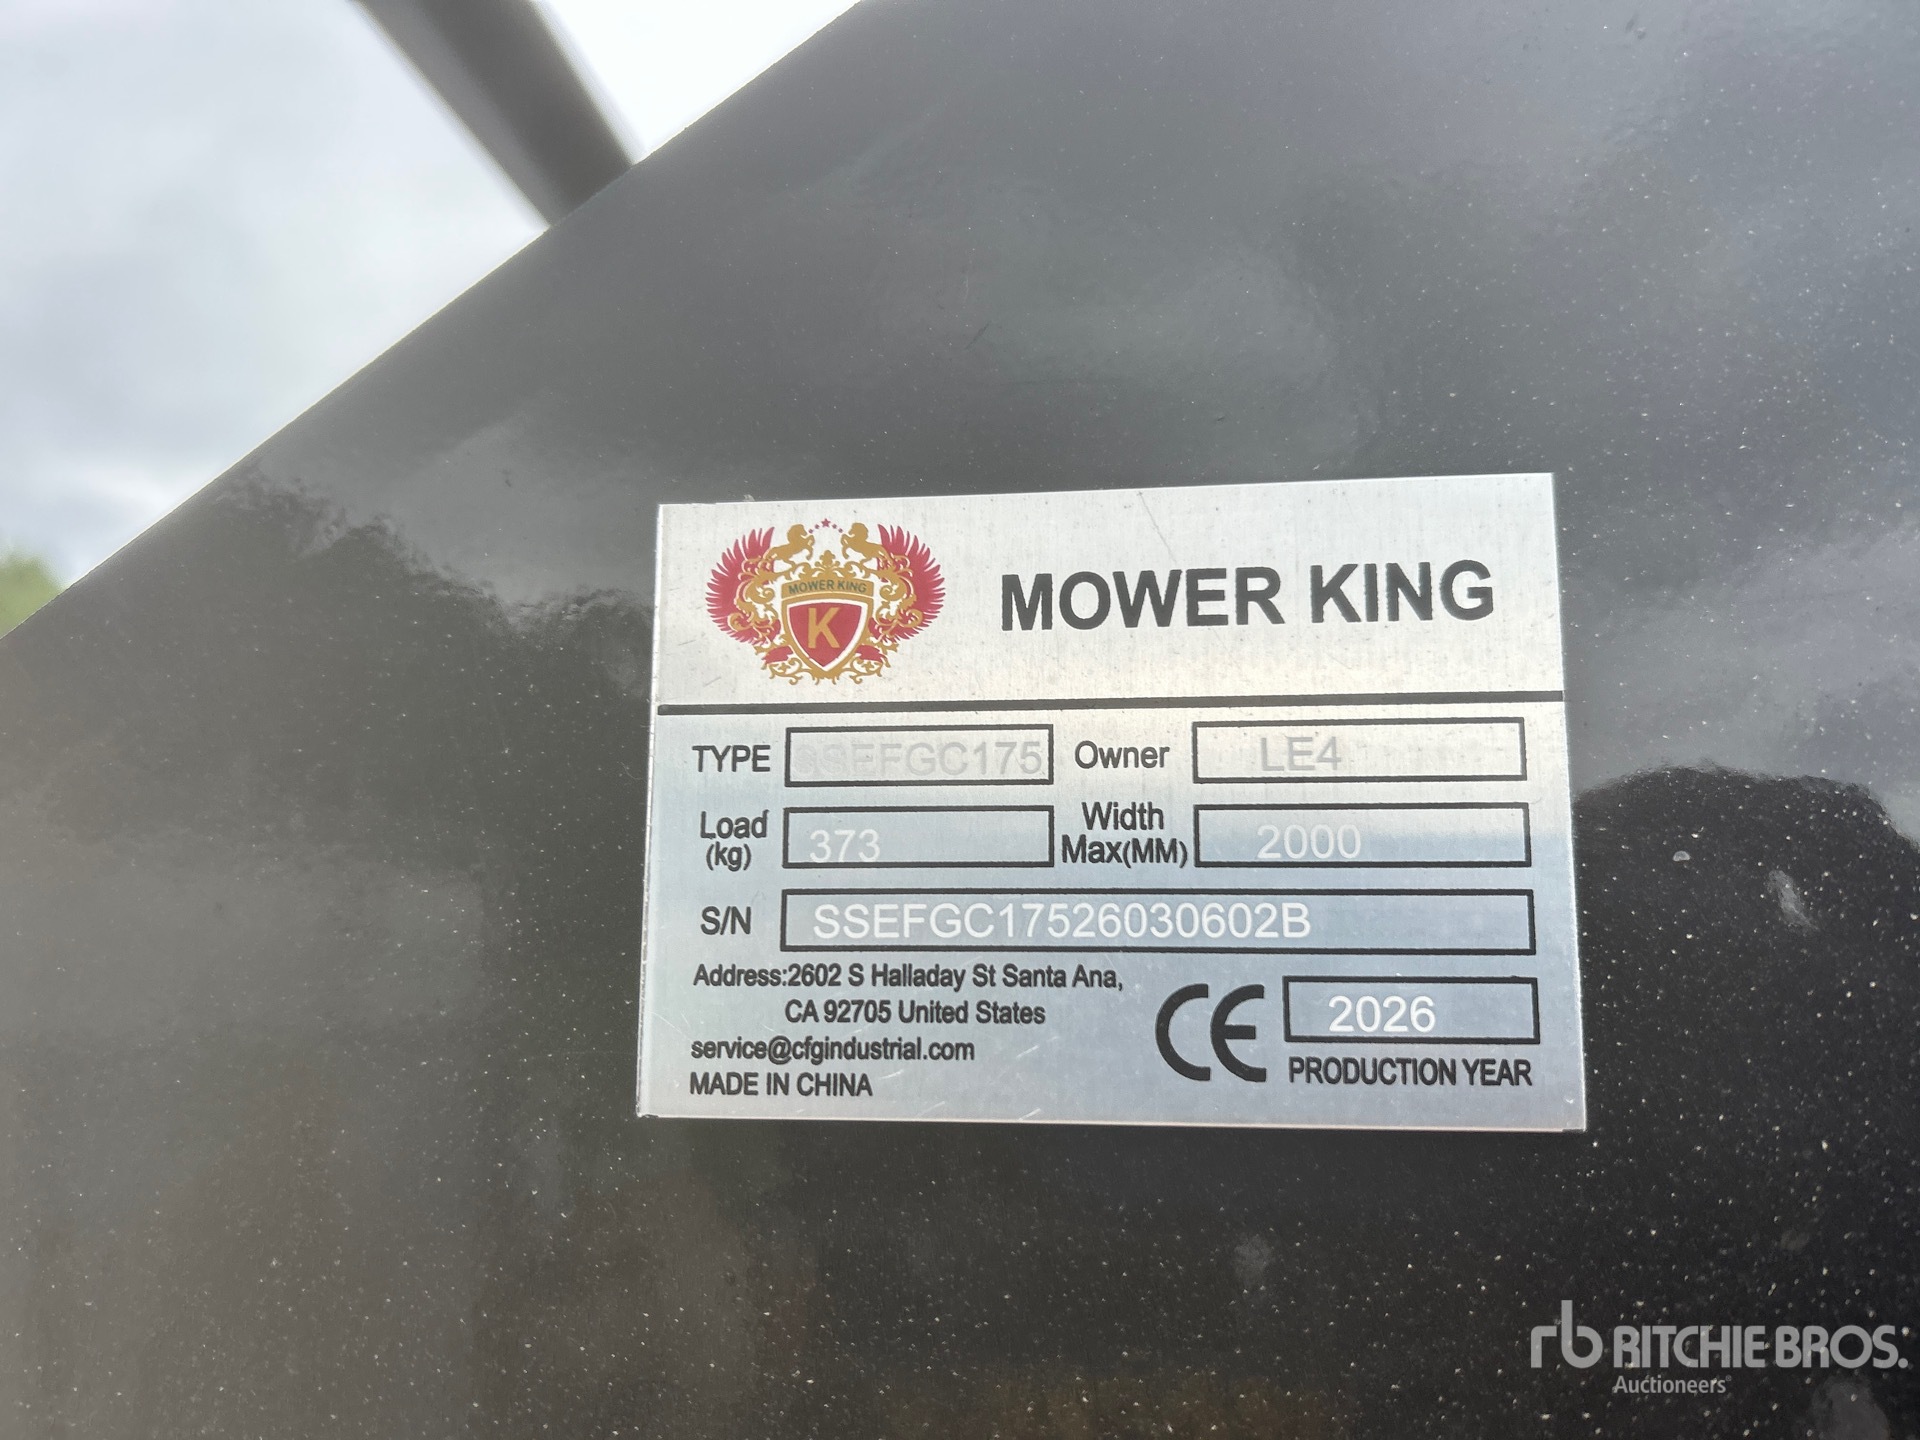 MOWER KING
K
MOWER KING
TYPE SSEFGC175 Owner LE4
Load (kg) 373 Width Max(MM) 2000
S/N SSEFGC17526030602B
Address:2602 S Halladay St Santa Ana,
CA 92705 United States
service@cfgindustrial.com
MADE IN CHINA
CE 2026
PRODUCTION YEAR
rb RITCHIE BROS.
Auctioneers